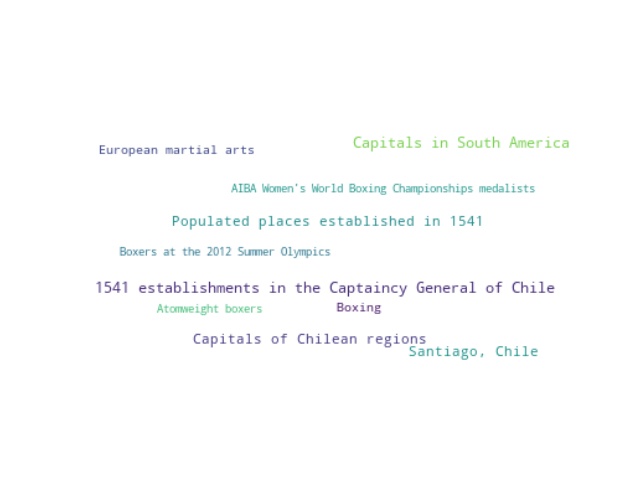 Capitals in South America
European martial arts
AIBA Women's World Boxing Championships medalists
Populated places established in 1541
Boxers at the 2012 Summer Olympics
1541 establishments in the Captaincy General of Chile
Atomweight boxers
Boxing
Capitals of Chilean regions
Santiago, Chile